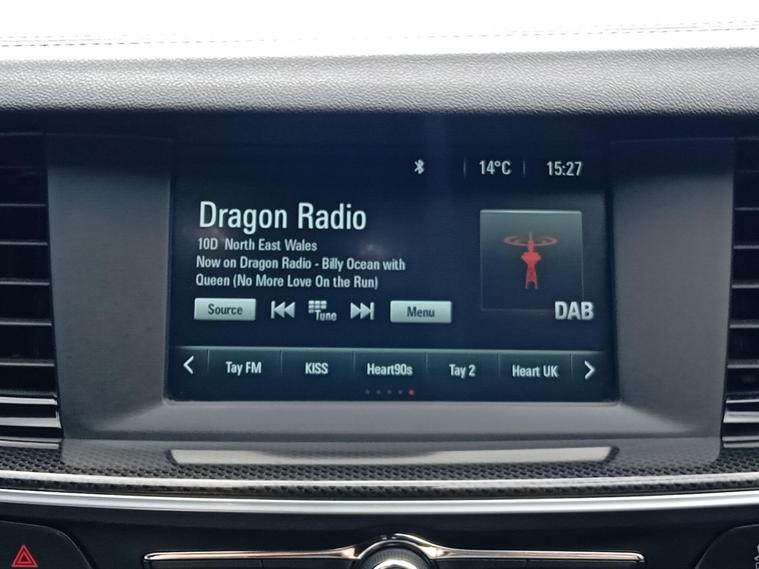 14°C 15:27
Dragon Radio
10D North East Wales
Now on Dragon Radio - Billy Ocean with
Queen (No More Love On the Run)
Source Tune Menu
DAB
Tay FM KISS Heart90s Tay 2 Heart UK